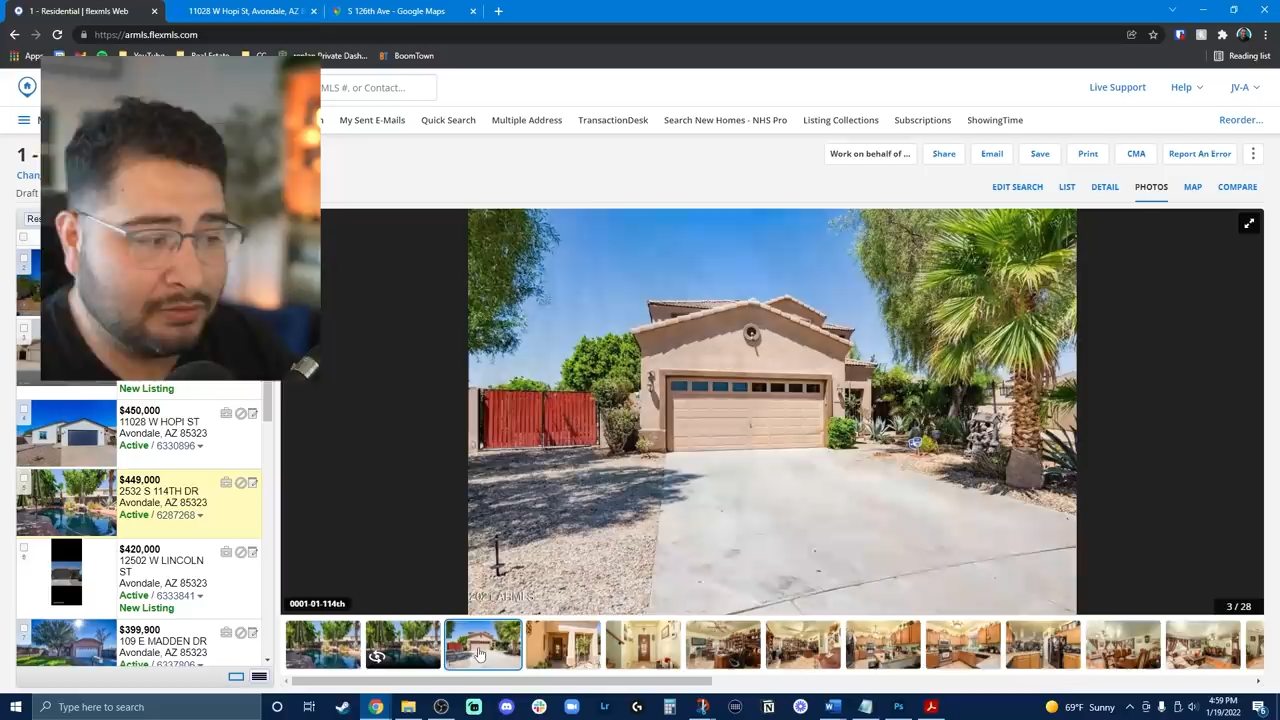 1 - Residential | flexmls Web
11028 W Hopi St, Avondale, AZ
S 126th Ave - Google Maps
https://armls.flexmls.com
Reading list
YouTube
Real Estate
Private Dash...
BoomTown
MLS #. or Contact...
Live Support
Help
JV-A
My Sent E-Mails
Quick Search
Multiple Address
TransactionDesk
Search New Homes - NHS Pro
Listing Collections
Subscriptions
ShowingTime
Reorder...
1 -
Work on behalf of ...
Share
Email
Save
Print
CMA
Report An Error
Draft
EDIT SEARCH
LIST
DETAIL
PHOTOS
MAP
COMPARE
New Listing
$450,000
11028 W HOPI ST
Avondale, AZ 85323
Active / 6330896
$449,000
2532 S 114TH DR
Avondale, AZ 85323
Active / 6287268
$420,000
12502 W LINCOLN
ST
Avondale, AZ 85323
Active / 6333841
New Listing
$399,900
109 E MADDEN DR
Avondale, AZ 85323
Active / 6337806
0001-01-114th
3 / 28
Type here to search
69°F Sunny
4:59 PM
1/19/2022